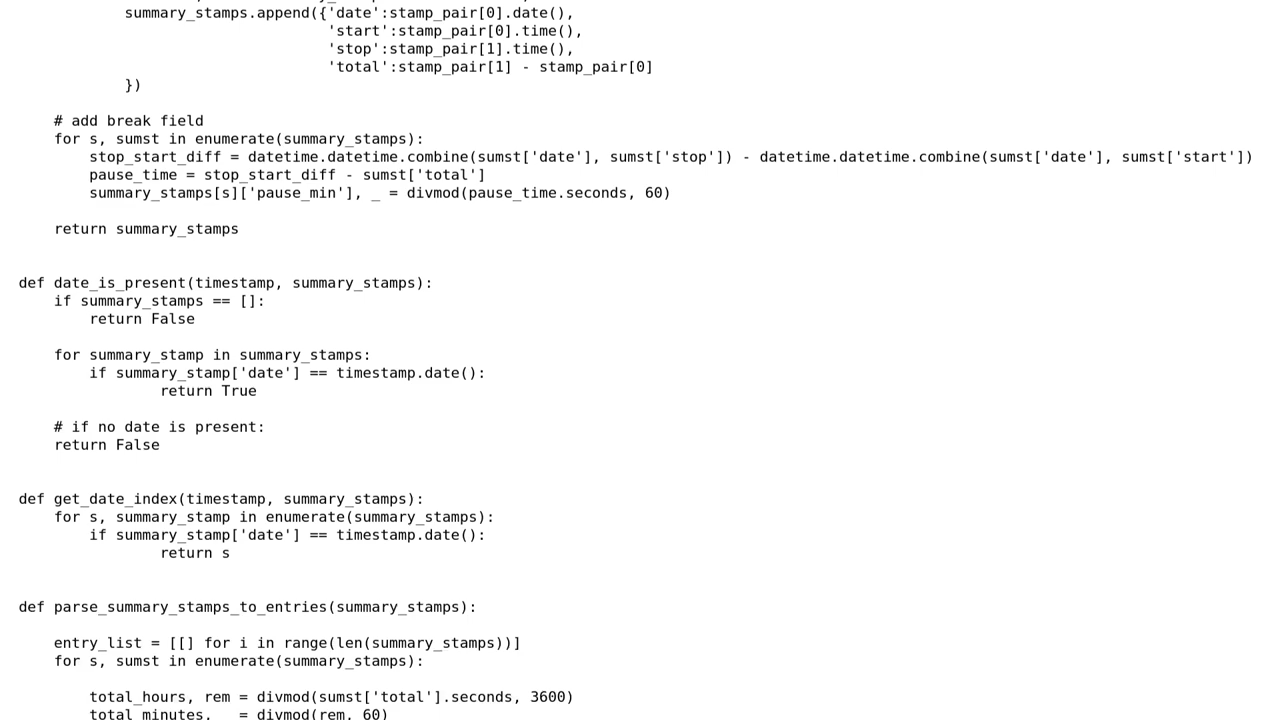 summary_stamps.append({'date':stamp_pair[0].date(),
'start':stamp_pair[0].time(),
'stop':stamp_pair[1].time(),
'total':stamp_pair[1] - stamp_pair[0]
})
# add break field
for s, sumst in enumerate(summary_stamps):
stop_start_diff = datetime.datetime.combine(sumst['date'], sumst['stop']) - datetime.datetime.combine(sumst['date'], sumst['start'])
pause_time = stop_start_diff - sumst['total']
summary_stamps[s]['pause_min'], _ = divmod(pause_time.seconds, 60)
return summary_stamps
def date_is_present(timestamp, summary_stamps):
if summary_stamps == []:
return False
for summary_stamp in summary_stamps:
if summary_stamp['date'] == timestamp.date():
return True
# if no date is present:
return False
def get_date_index(timestamp, summary_stamps):
for s, summary_stamp in enumerate(summary_stamps):
if summary_stamp['date'] == timestamp.date():
return s
def parse_summary_stamps_to_entries(summary_stamps):
entry_list = [[] for i in range(len(summary_stamps))]
for s, sumst in enumerate(summary_stamps):
total_hours, rem = divmod(sumst['total'].seconds, 3600)
total_minutes, = divmod(rem, 60)